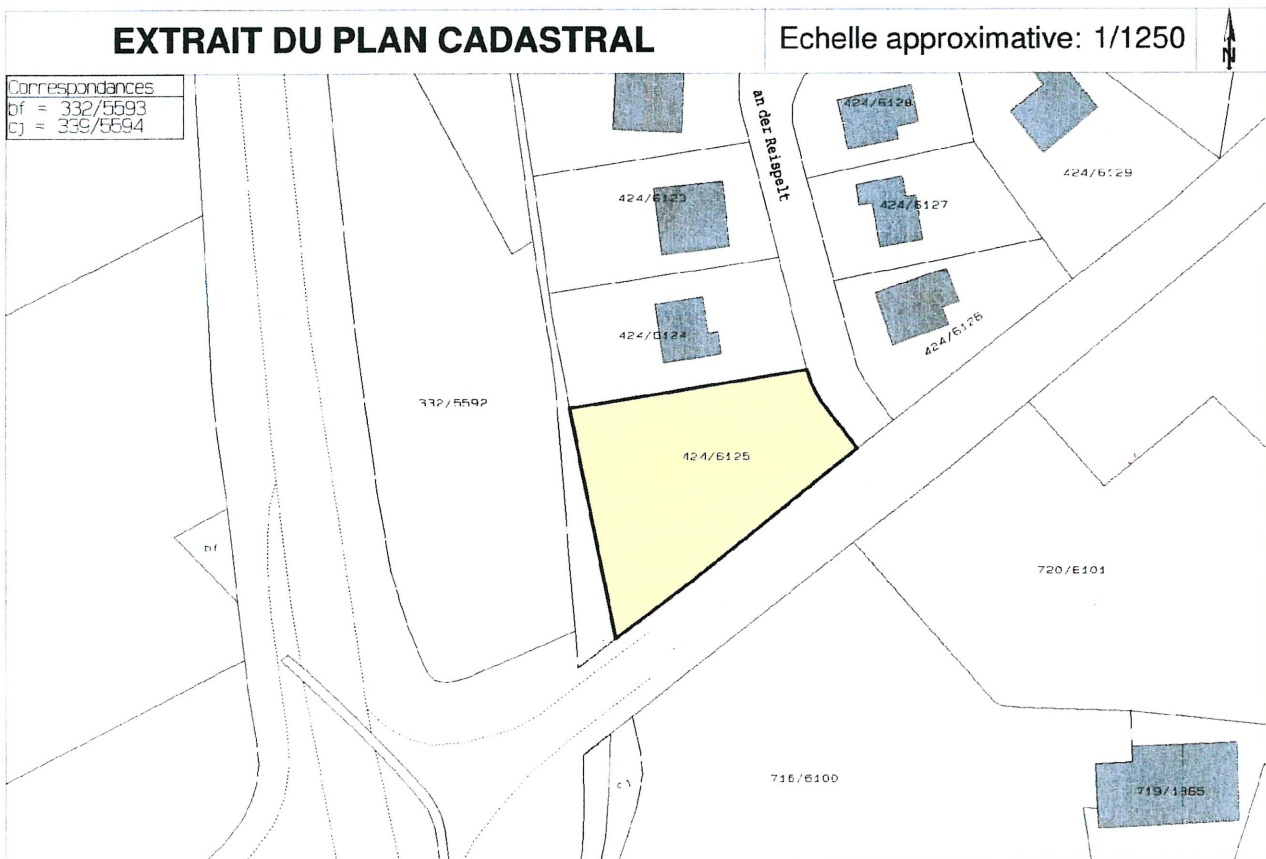 EXTRAIT DU PLAN CADASTRAL
Echelle approximative: 1/1250
N
Correspondances
bf = 332/5593
cj = 339/5594
an der Reispelt
424/6128
424/6129
424/6123
424/6127
424/6124
424/6126
332/5592
424/6125
bf
720/6101
716/6100
cj
719/1865